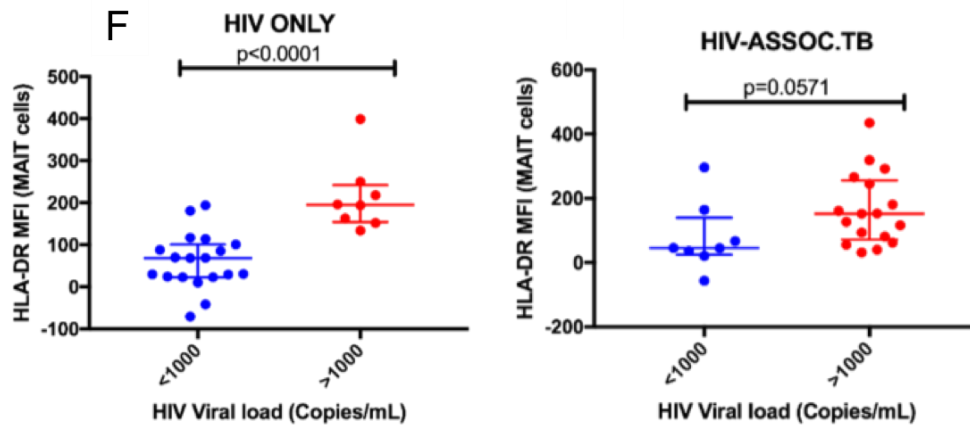 F
HIV ONLY
p<0.0001
HLA-DR MFI (MAIT cells)
500
400
300
200
100
0
-100
<1000
>1000
HIV Viral load (Copies/mL)
HIV-ASSOC.TB
p=0.0571
HLA-DR MFI (MAIT cells)
600
400
200
0
-200
<1000
>1000
HIV Viral load (Copies/mL)